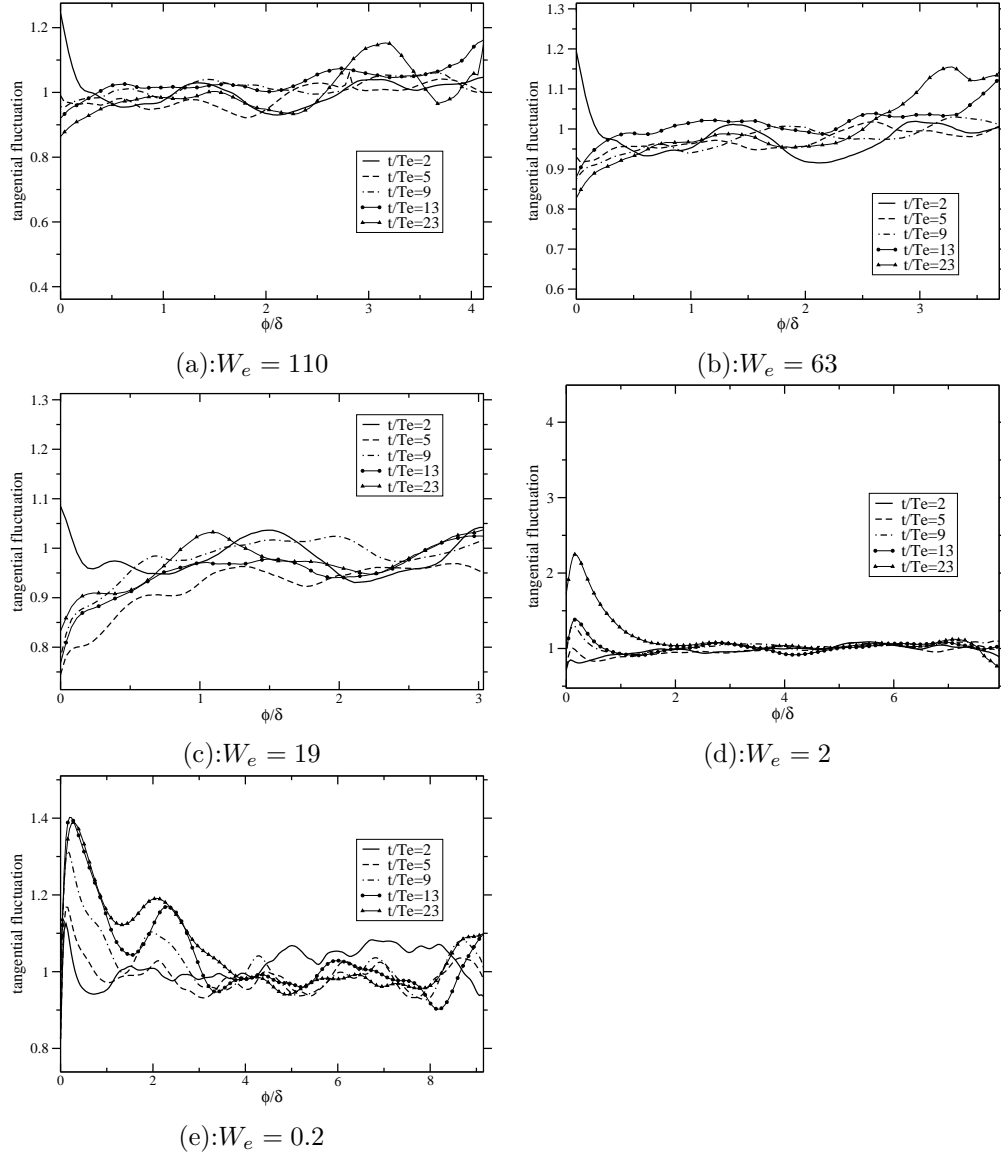 1.2
1
0.8
0.6
0.4
tangential fluctuation
t/Te=2
t/Te=5
t/Te=9
t/Te=13
t/Te=23
0 1 2 3 4
ϕ/δ
(a):W_e = 110
1.3
1.2
1.1
1
0.9
0.8
0.7
0.6
tangential fluctuation
t/Te=2
t/Te=5
t/Te=9
t/Te=13
t/Te=23
0 1 2 3
ϕ/δ
(b):W_e = 63
1.3
1.2
1.1
1
0.9
0.8
tangential fluctuation
t/Te=2
t/Te=5
t/Te=9
t/Te=13
t/Te=23
0 1 2 3
ϕ/δ
(c):W_e = 19
4
3
2
1
tangential fluctuation
t/Te=2
t/Te=5
t/Te=9
t/Te=13
t/Te=23
0 2 4 6
ϕ/δ
(d):W_e = 2
1.4
1.2
1
0.8
tangential fluctuation
t/Te=2
t/Te=5
t/Te=9
t/Te=13
t/Te=23
0 2 4 6 8
ϕ/δ
(e):W_e = 0.2